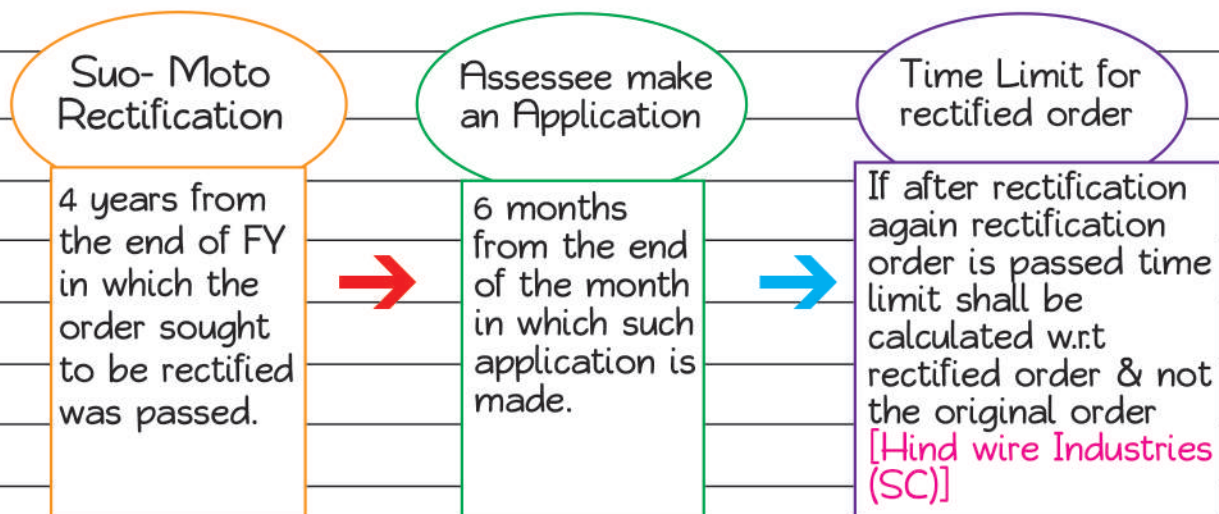 Suo- Moto
Rectification
4 years from
the end of FY
in which the
order sought
to be rectified
was passed.
Assessee make
an Application
6 months
from the end
of the month
in which such
application is
made.
Time Limit for
rectified order
If after rectification
again rectification
order is passed time
limit shall be
calculated w.r.t
rectified order & not
the original order
[Hind wire Industries
(SC)]